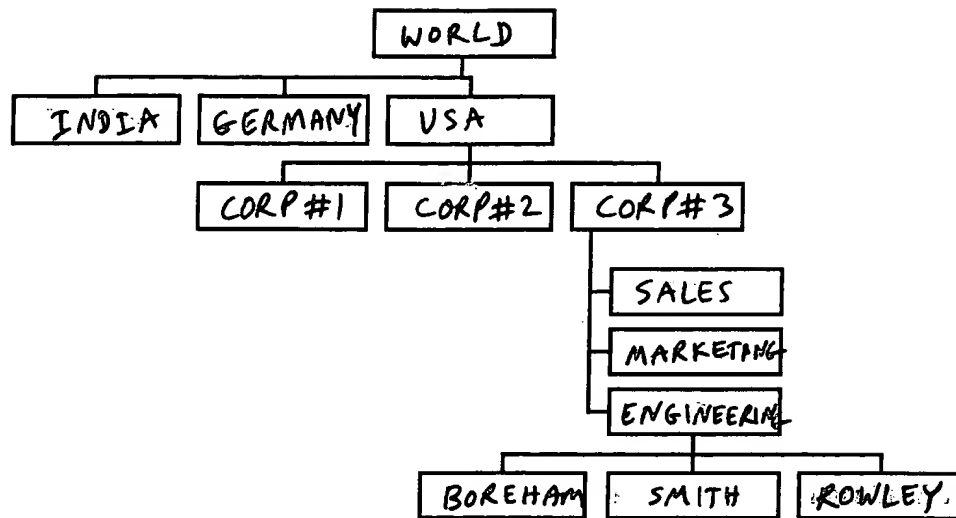 WORLD
INDIA GERMANY USA
CORP#1 CORP#2 CORP#3
SALES
MARKETING
ENGINEERING
BOREHAM SMITH ROWLEY